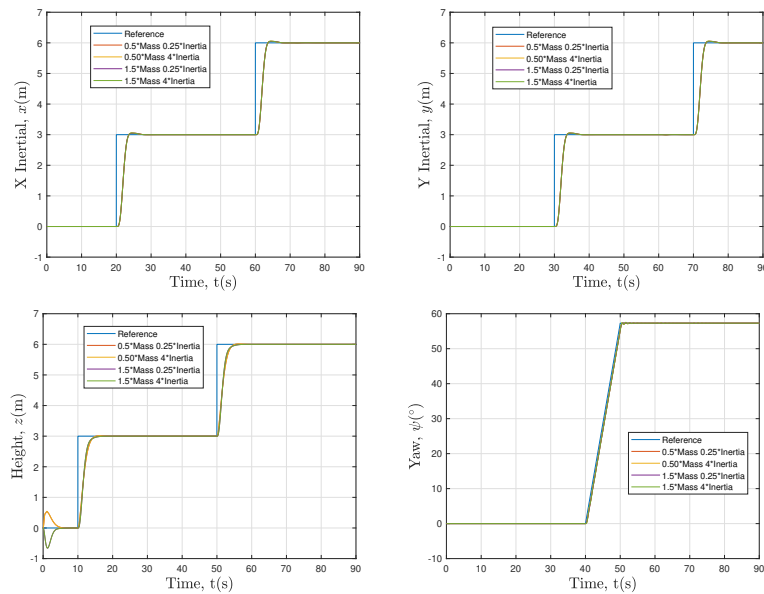 7
6
5
4
3
2
1
0
-1
X Inertial, x(m)
Reference
0.5*Mass 0.25*Inertia
0.50*Mass 4*Inertia
1.5*Mass 0.25*Inertia
1.5*Mass 4*Inertia
0 10 20 30 40 50 60 70 80 90
Time, t(s)
7
6
5
4
3
2
1
0
-1
Y Inertial, y(m)
Reference
0.5*Mass 0.25*Inertia
0.50*Mass 4*Inertia
1.5*Mass 0.25*Inertia
1.5*Mass 4*Inertia
0 10 20 30 40 50 60 70 80 90
Time, t(s)
7
6
5
4
3
2
1
0
-1
Height, z(m)
Reference
0.5*Mass 0.25*Inertia
0.50*Mass 4*Inertia
1.5*Mass 0.25*Inertia
1.5*Mass 4*Inertia
0 10 20 30 40 50 60 70 80 90
Time, t(s)
60
50
40
30
20
10
0
-10
Yaw, ψ(°)
Reference
0.5*Mass 0.25*Inertia
0.50*Mass 4*Inertia
1.5*Mass 0.25*Inertia
1.5*Mass 4*Inertia
0 10 20 30 40 50 60 70 80 90
Time, t(s)